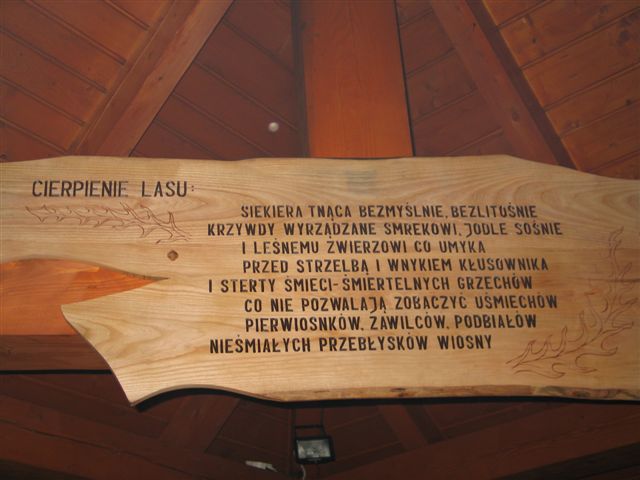 CIERPIENIE LASU:
SIEKIERA TNĄCA BEZMYŚLNIE, BEZLITOŚNIE
KRZYWDY WYRZĄDZANE SMREKOWI, JODLE SOŚNIE
I LEŚNEMU ZWIERZOWI CO UMYKA
PRZED STRZELBĄ I WNYKIEM KŁUSOWNIKA
I STERTY ŚMIECI-ŚMIERTELNYCH GRZECHÓW
CO NIE POZWALAJĄ ZOBACZYĆ UŚMIECHÓW
PIERWIOSNKÓW, ZAWILCÓW, PODBIAŁÓW
NIEŚMIAŁYCH PRZEBŁYSKÓW WIOSNY